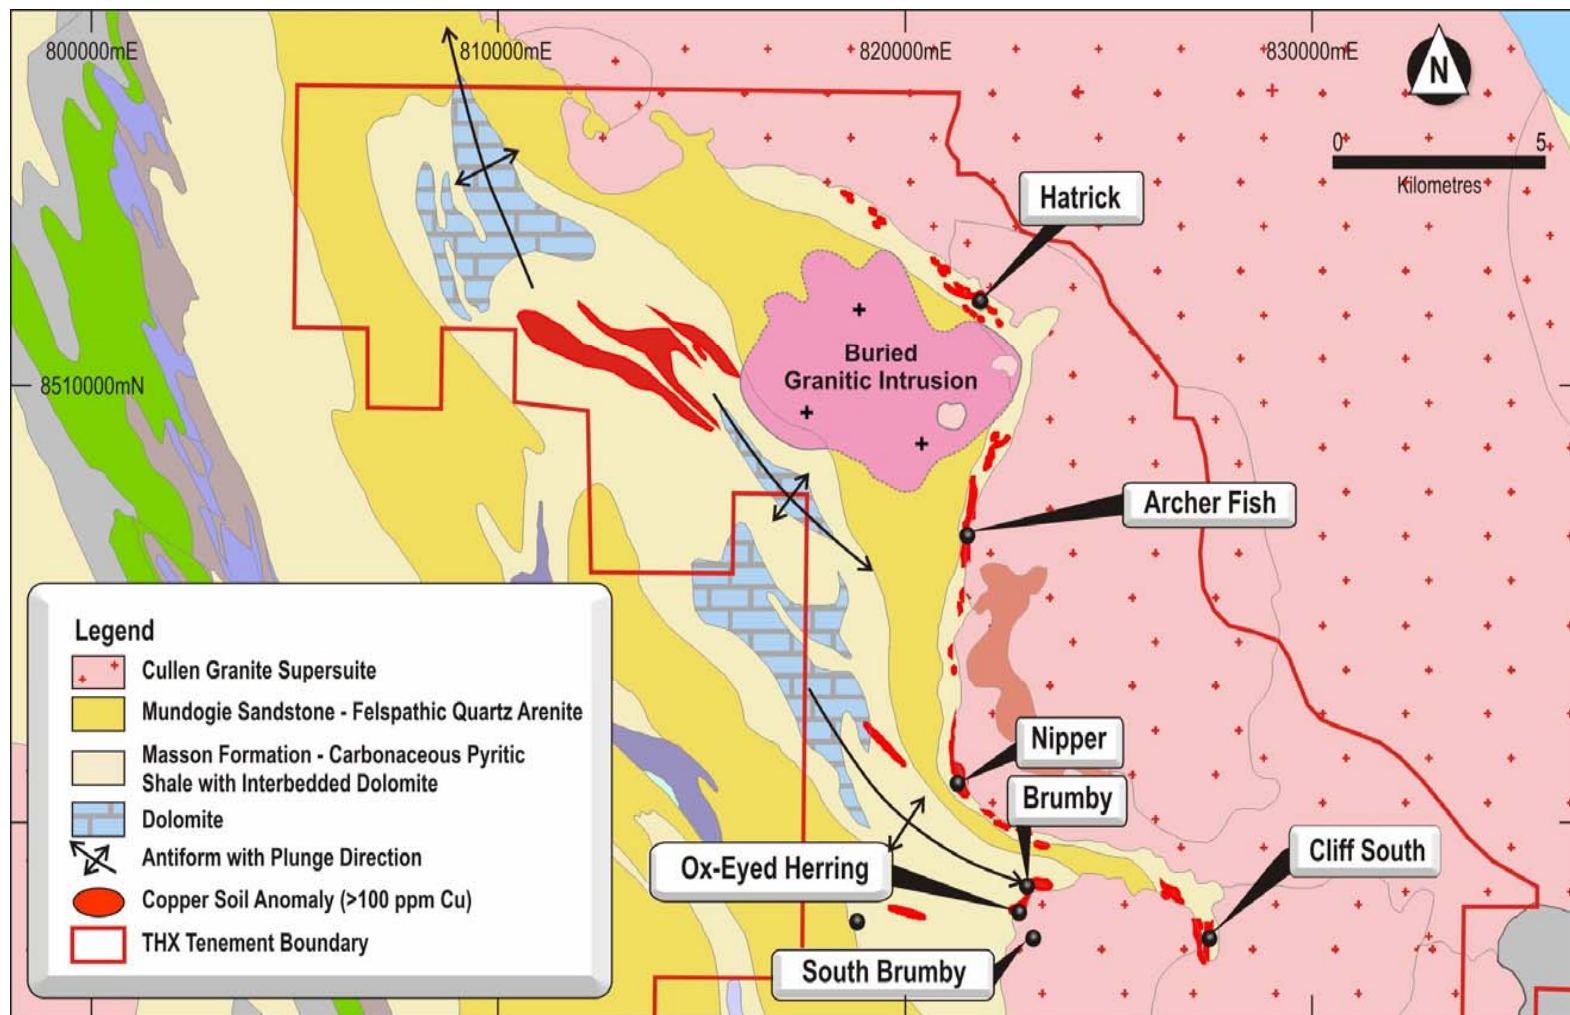 800000mE
810000mE
820000mE
830000mE
N
0
5
Kilometres
Hatrick
Buried
Granitic Intrusion
8510000mN
Archer Fish
Legend
Cullen Granite Supersuite
Mundogie Sandstone - Felspathic Quartz Arenite
Masson Formation - Carbonaceous Pyritic
Shale with Interbedded Dolomite
Dolomite
Antiform with Plunge Direction
Copper Soil Anomaly (>100 ppm Cu)
THX Tenement Boundary
Nipper
Brumby
Ox-Eyed Herring
Cliff South
South Brumby